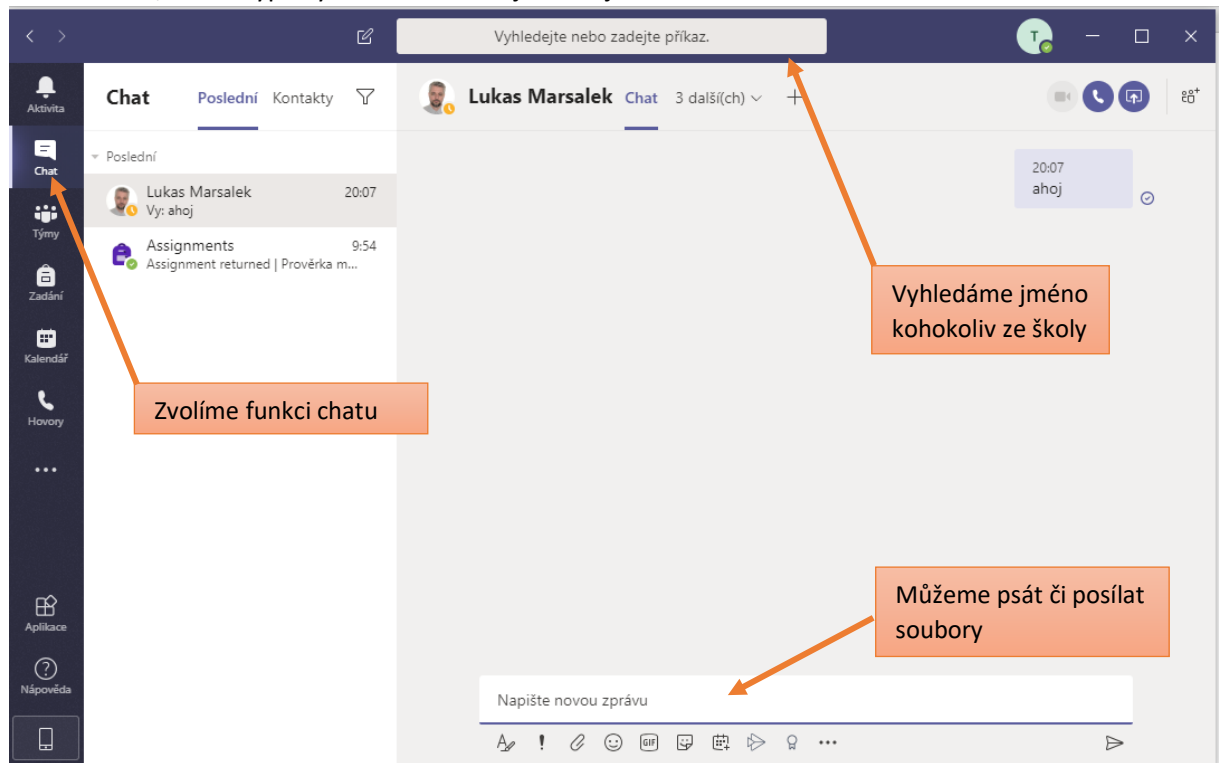 Vyhledejte nebo zadejte příkaz.
T
Aktivita
Chat
Týmy
Zadání
Kalendář
Hovory
Aplikace
Nápověda
Chat Poslední Kontakty
Poslední
Lukas Marsalek 20:07
Vy: ahoj
Assignments 9:54
Assignment returned | Prověrka m...
Lukas Marsalek Chat 3 další(ch)
20:07
ahoj
Vyhledáme jméno
kohokoliv ze školy
Zvolíme funkci chatu
Můžeme psát či posílat
soubory
Napište novou zprávu
GIF